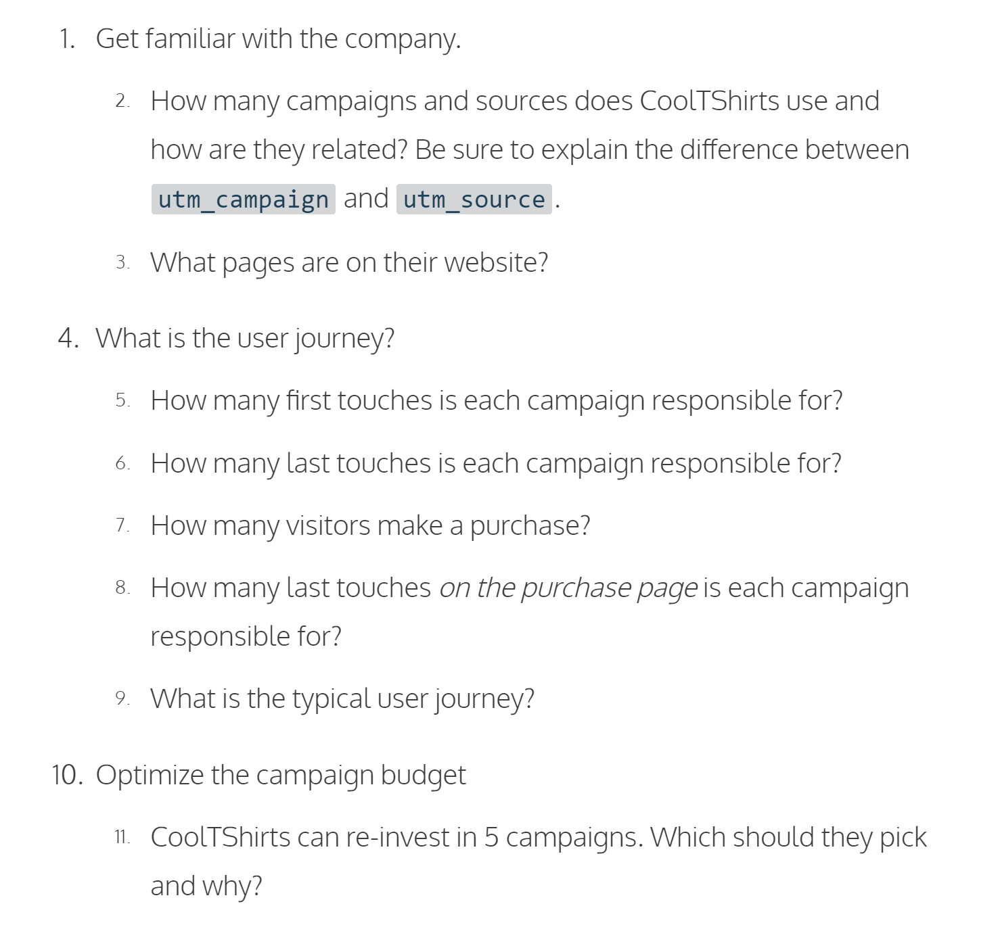 1. Get familiar with the company.
2. How many campaigns and sources does CoolTShirts use and
how are they related? Be sure to explain the difference between
utm_campaign and utm_source.
3. What pages are on their website?
4. What is the user journey?
5. How many first touches is each campaign responsible for?
6. How many last touches is each campaign responsible for?
7. How many visitors make a purchase?
8. How many last touches on the purchase page is each campaign
responsible for?
9. What is the typical user journey?
10. Optimize the campaign budget
11. CoolTShirts can re-invest in 5 campaigns. Which should they pick
and why?